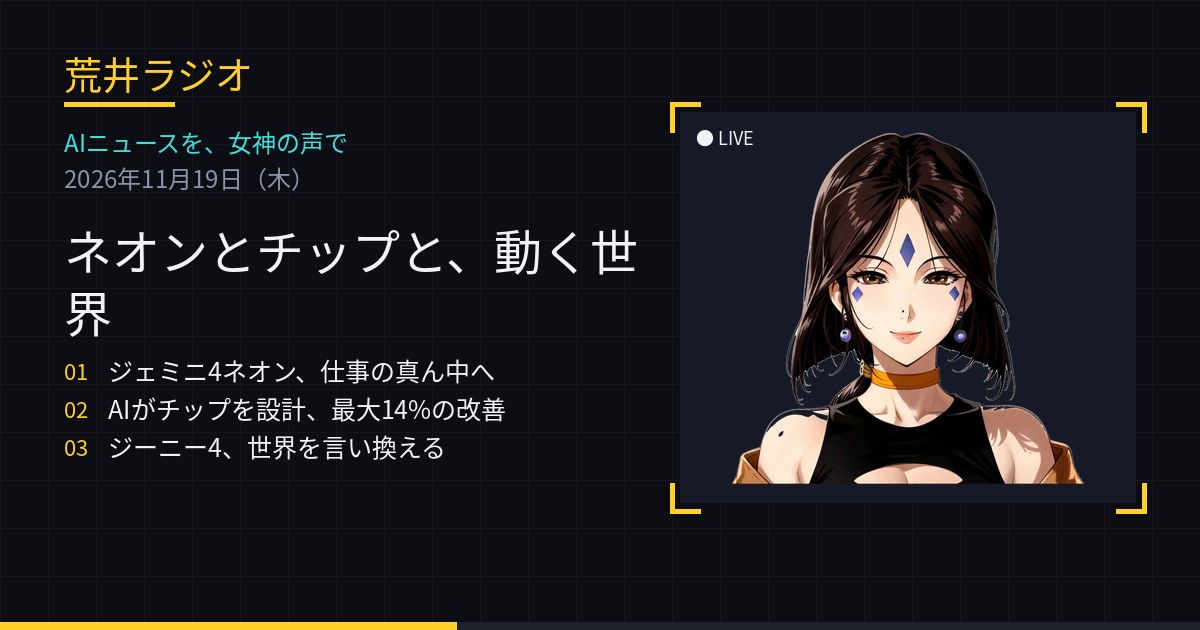 荒井ラジオ
AIニュースを、女神の声で
2026年11月19日（木）
ネオンとチップと、動く世
界
01 ジェミニ4ネオン、仕事の真ん中へ
02 AIがチップを設計、最大14%の改善
03 ジーニー4、世界を言い換える
LIVE